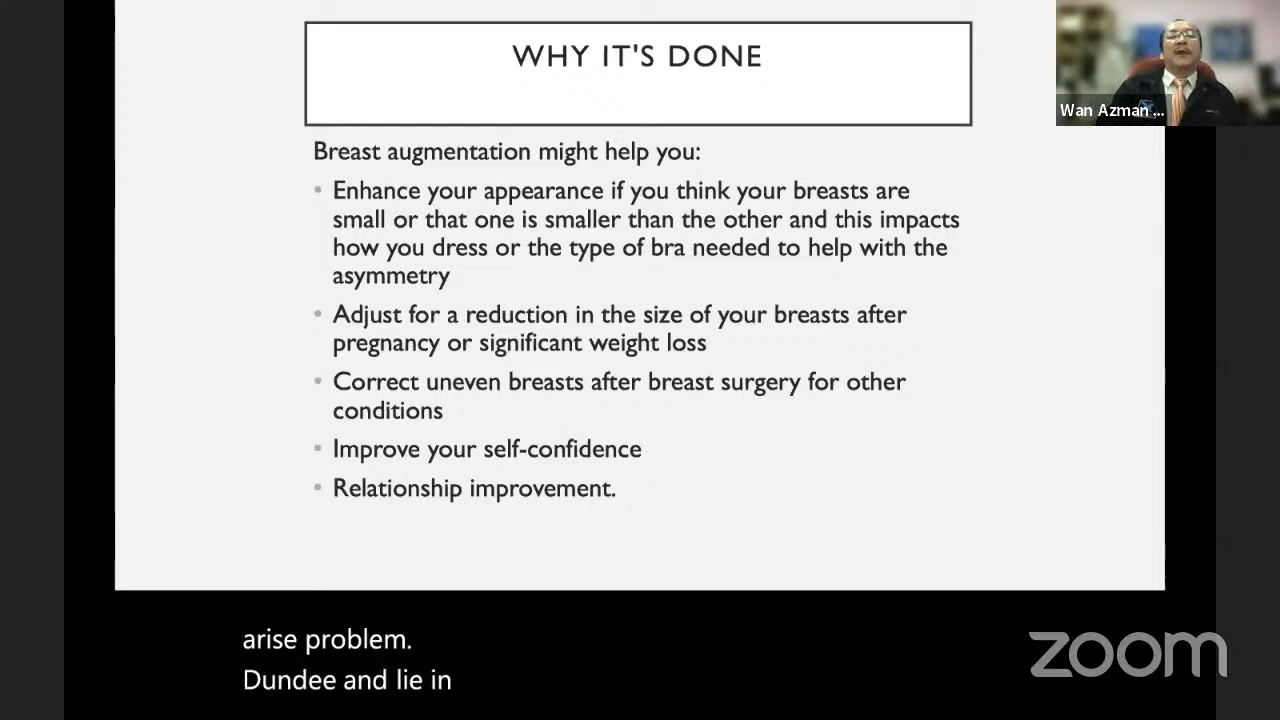 WHY IT'S DONE
Wan Azman ...
Breast augmentation might help you:
• Enhance your appearance if you think your breasts are
small or that one is smaller than the other and this impacts
how you dress or the type of bra needed to help with the
asymmetry
• Adjust for a reduction in the size of your breasts after
pregnancy or significant weight loss
• Correct uneven breasts after breast surgery for other
conditions
• Improve your self-confidence
• Relationship improvement.
arise problem.
Dundee and lie in
zoom